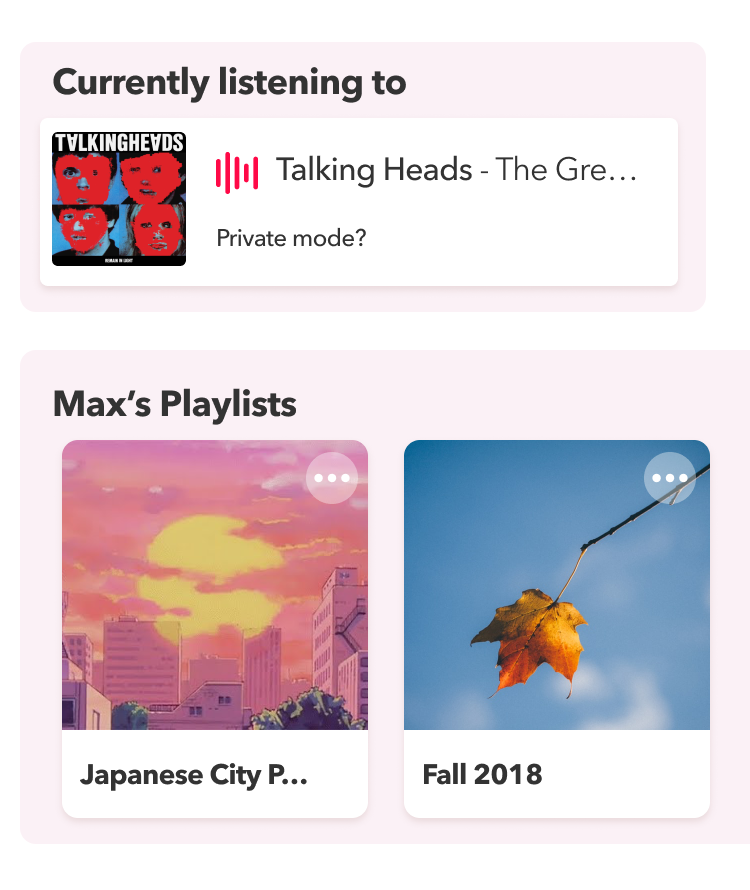 Currently listening to
TALKINGHEADS
Talking Heads - The Gre...
REMAIN IN LIGHT
Private mode?
Max’s Playlists
Japanese City P...
Fall 2018